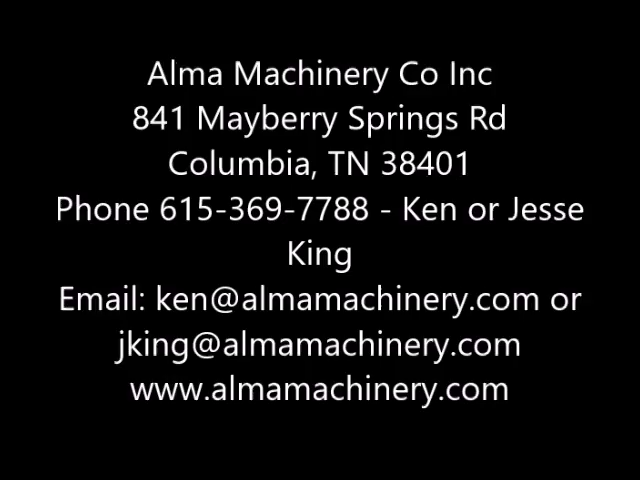 Alma Machinery Co Inc
841 Mayberry Springs Rd
Columbia, TN 38401
Phone 615-369-7788 - Ken or Jesse
King
Email: ken@almamachinery.com or
jking@almamachinery.com
www.almamachinery.com